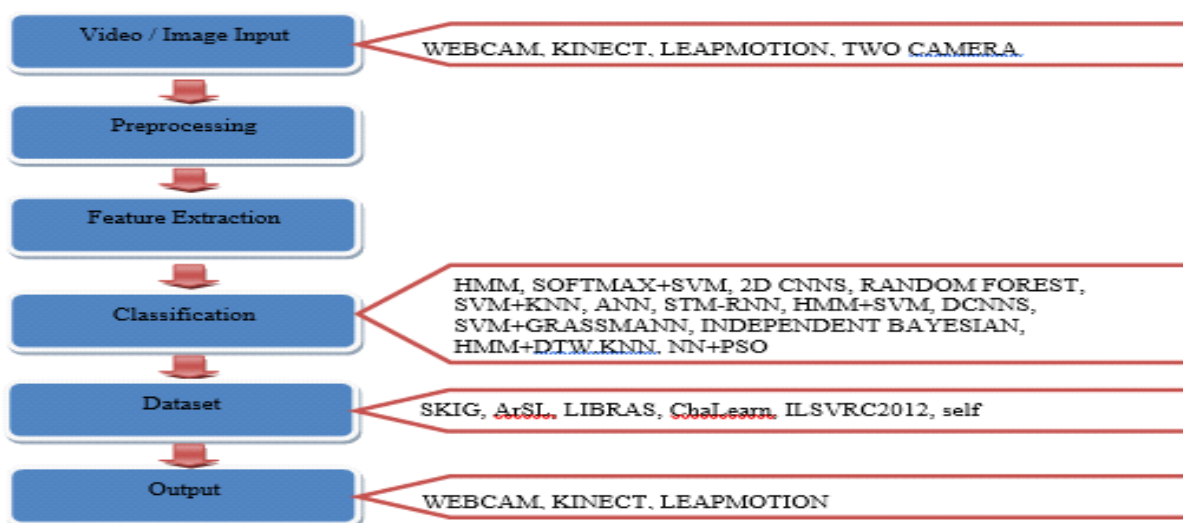 Video / Image Input
WEBCAM, KINECT, LEAPMOTION, TWO CAMERA
Preprocessing
Feature Extraction
Classification
HMM, SOFTMAX+SVM, 2D CNNS, RANDOM FOREST,
SVM+KNN, ANN, STM-RNN, HMM+SVM, DCNNS,
SVM+GRASSMANN, INDEPENDENT BAYESIAN,
HMM+DTW.KNN, NN+PSO
Dataset
SKIG, ArSL, LIBRAS, ChaLearn, ILSVRC2012, self
Output
WEBCAM, KINECT, LEAPMOTION